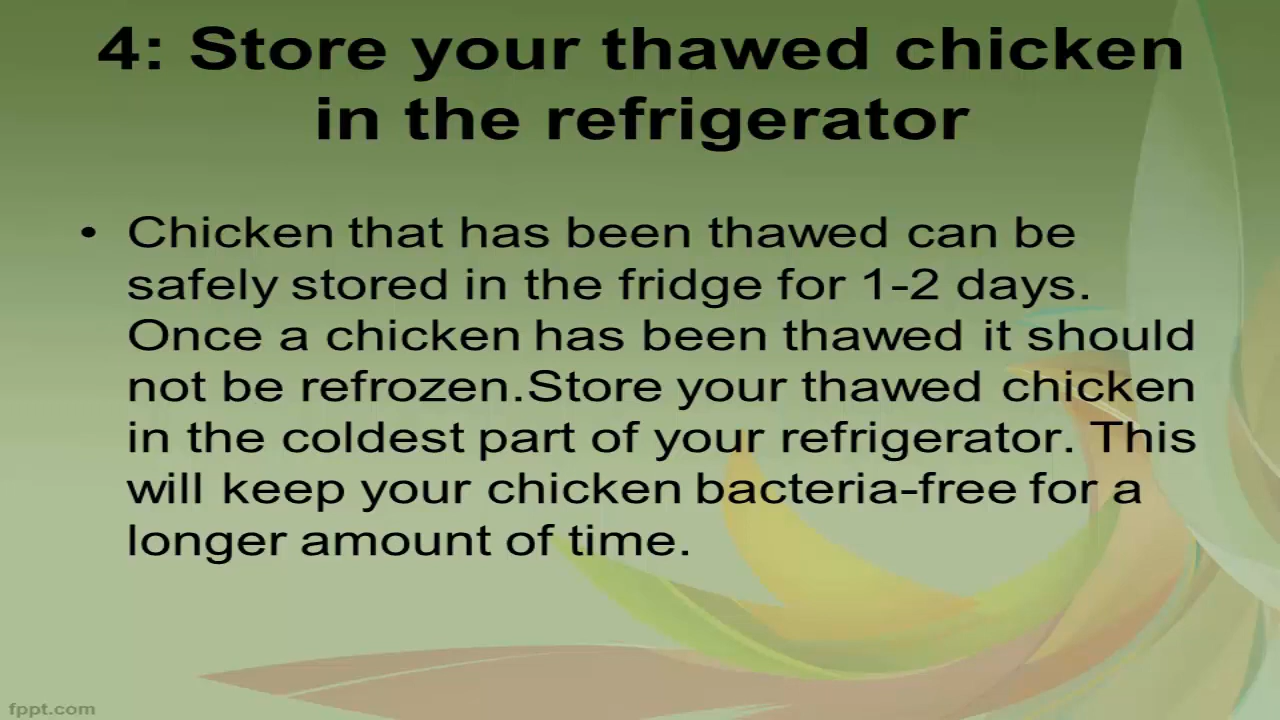 4: Store your thawed chicken
in the refrigerator
• Chicken that has been thawed can be
safely stored in the fridge for 1-2 days.
Once a chicken has been thawed it should
not be refrozen.Store your thawed chicken
in the coldest part of your refrigerator. This
will keep your chicken bacteria-free for a
longer amount of time.
fppt.com